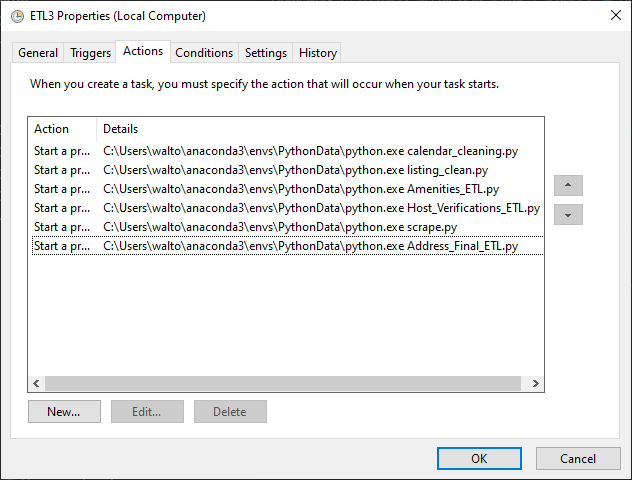 ETL3 Properties (Local Computer)
General Triggers Actions Conditions Settings History
When you create a task, you must specify the action that will occur when your task starts.
Action Details
Start a pr... C:\Users\walto\anaconda3\envs\PythonData\python.exe calendar_cleaning.py
Start a pr... C:\Users\walto\anaconda3\envs\PythonData\python.exe listing_clean.py
Start a pr... C:\Users\walto\anaconda3\envs\PythonData\python.exe Amenities_ETL.py
Start a pr... C:\Users\walto\anaconda3\envs\PythonData\python.exe Host_Verifications_ETL.py
Start a pr... C:\Users\walto\anaconda3\envs\PythonData\python.exe scrape.py
Start a pr... C:\Users\walto\anaconda3\envs\PythonData\python.exe Address_Final_ETL.py
New... Edit... Delete
OK Cancel